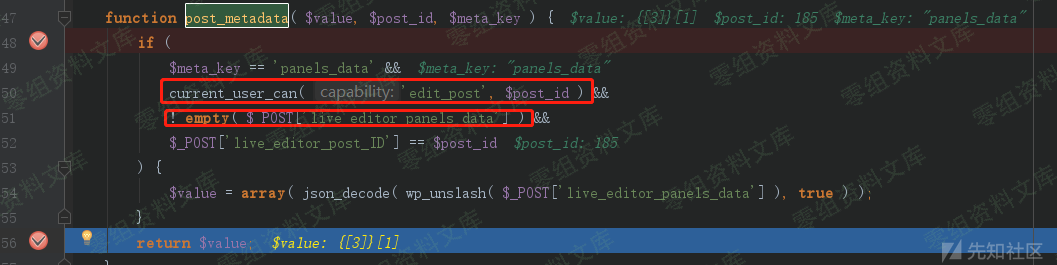 47 function post_metadata( $value, $post_id, $meta_key ) { $value: {[3]}[1] $post_id: 185 $meta_key: "panels_data"
48 if (
49 $meta_key == 'panels_data' && $meta_key: "panels_data"
50 current_user_can( capability: 'edit_post', $post_id ) &&
51 ! empty( $_POST['live_editor_panels_data'] ) &&
52 $_POST['live_editor_post_ID'] == $post_id $post_id: 185
53 ) {
54 $value = array( json_decode( wp_unslash( $_POST['live_editor_panels_data'] ), true ) );
55 }
56 return $value; $value: {[3]}[1]
零组资料文库
先知社区